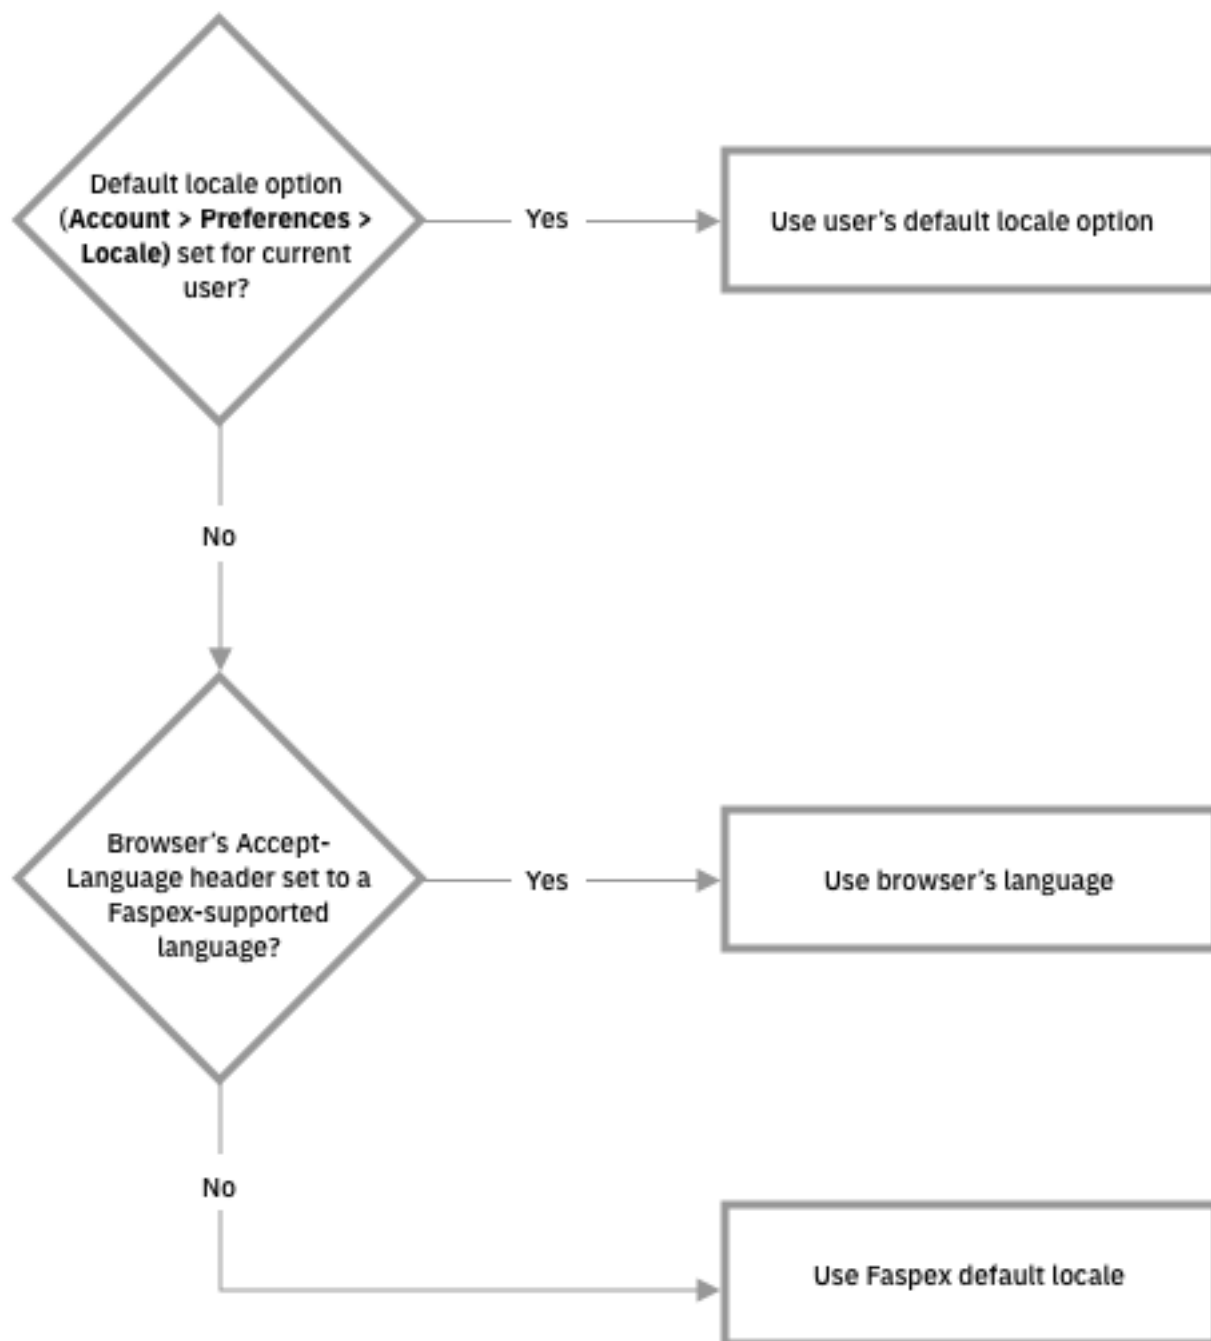 Default locale option
(Account > Preferences >
Locale) set for current
user?
Yes
Use user's default locale option
No
Browser's Accept-
Language header set to a
Faspex-supported
language?
Yes
Use browser's language
No
Use Faspex default locale